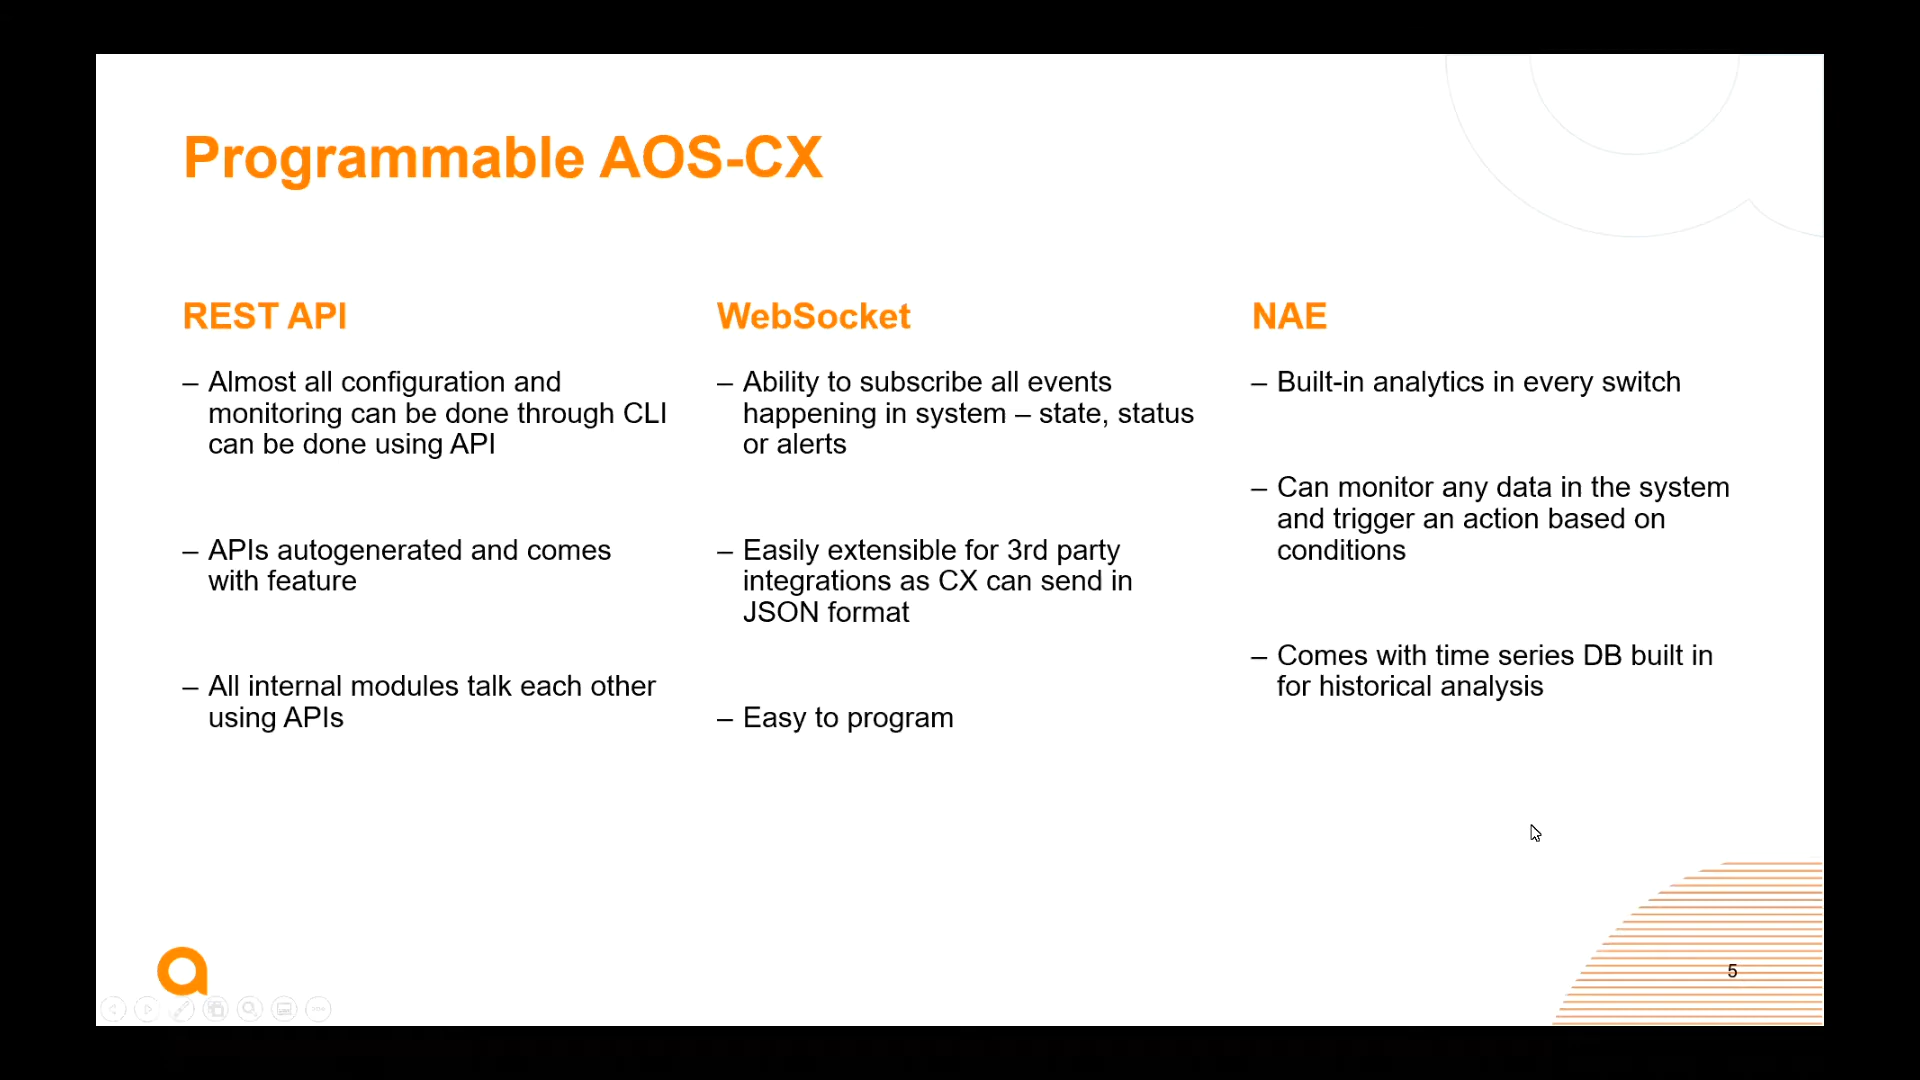 Programmable AOS-CX
REST API
– Almost all configuration and
monitoring can be done through CLI
can be done using API
– APIs autogenerated and comes
with feature
– All internal modules talk each other
using APIs
WebSocket
– Ability to subscribe all events
happening in system – state, status
or alerts
– Easily extensible for 3rd party
integrations as CX can send in
JSON format
– Easy to program
NAE
– Built-in analytics in every switch
– Can monitor any data in the system
and trigger an action based on
conditions
– Comes with time series DB built in
for historical analysis
5